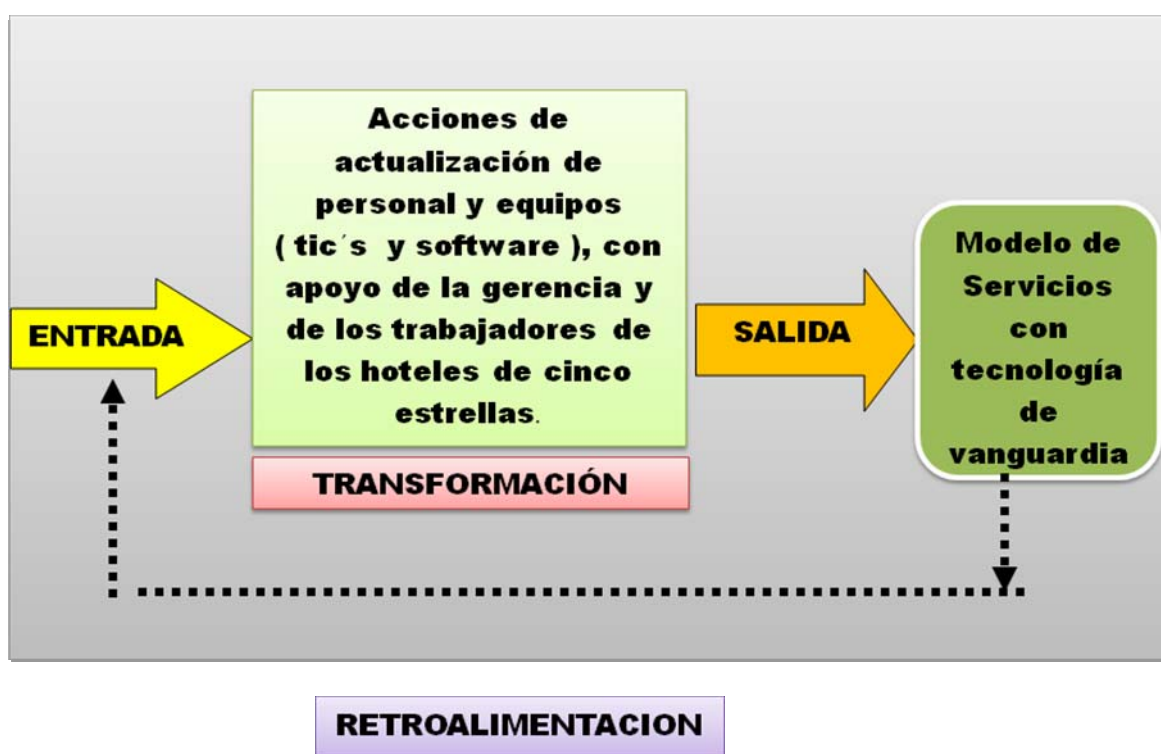 Acciones de
actualización de
personal y equipos
( tic´s y software ), con
apoyo de la gerencia y
de los trabajadores de
los hoteles de cinco
estrellas.
ENTRADA
SALIDA
Modelo de
Servicios
con
tecnología
de
vanguardia
TRANSFORMACIÓN
RETROALIMENTACION